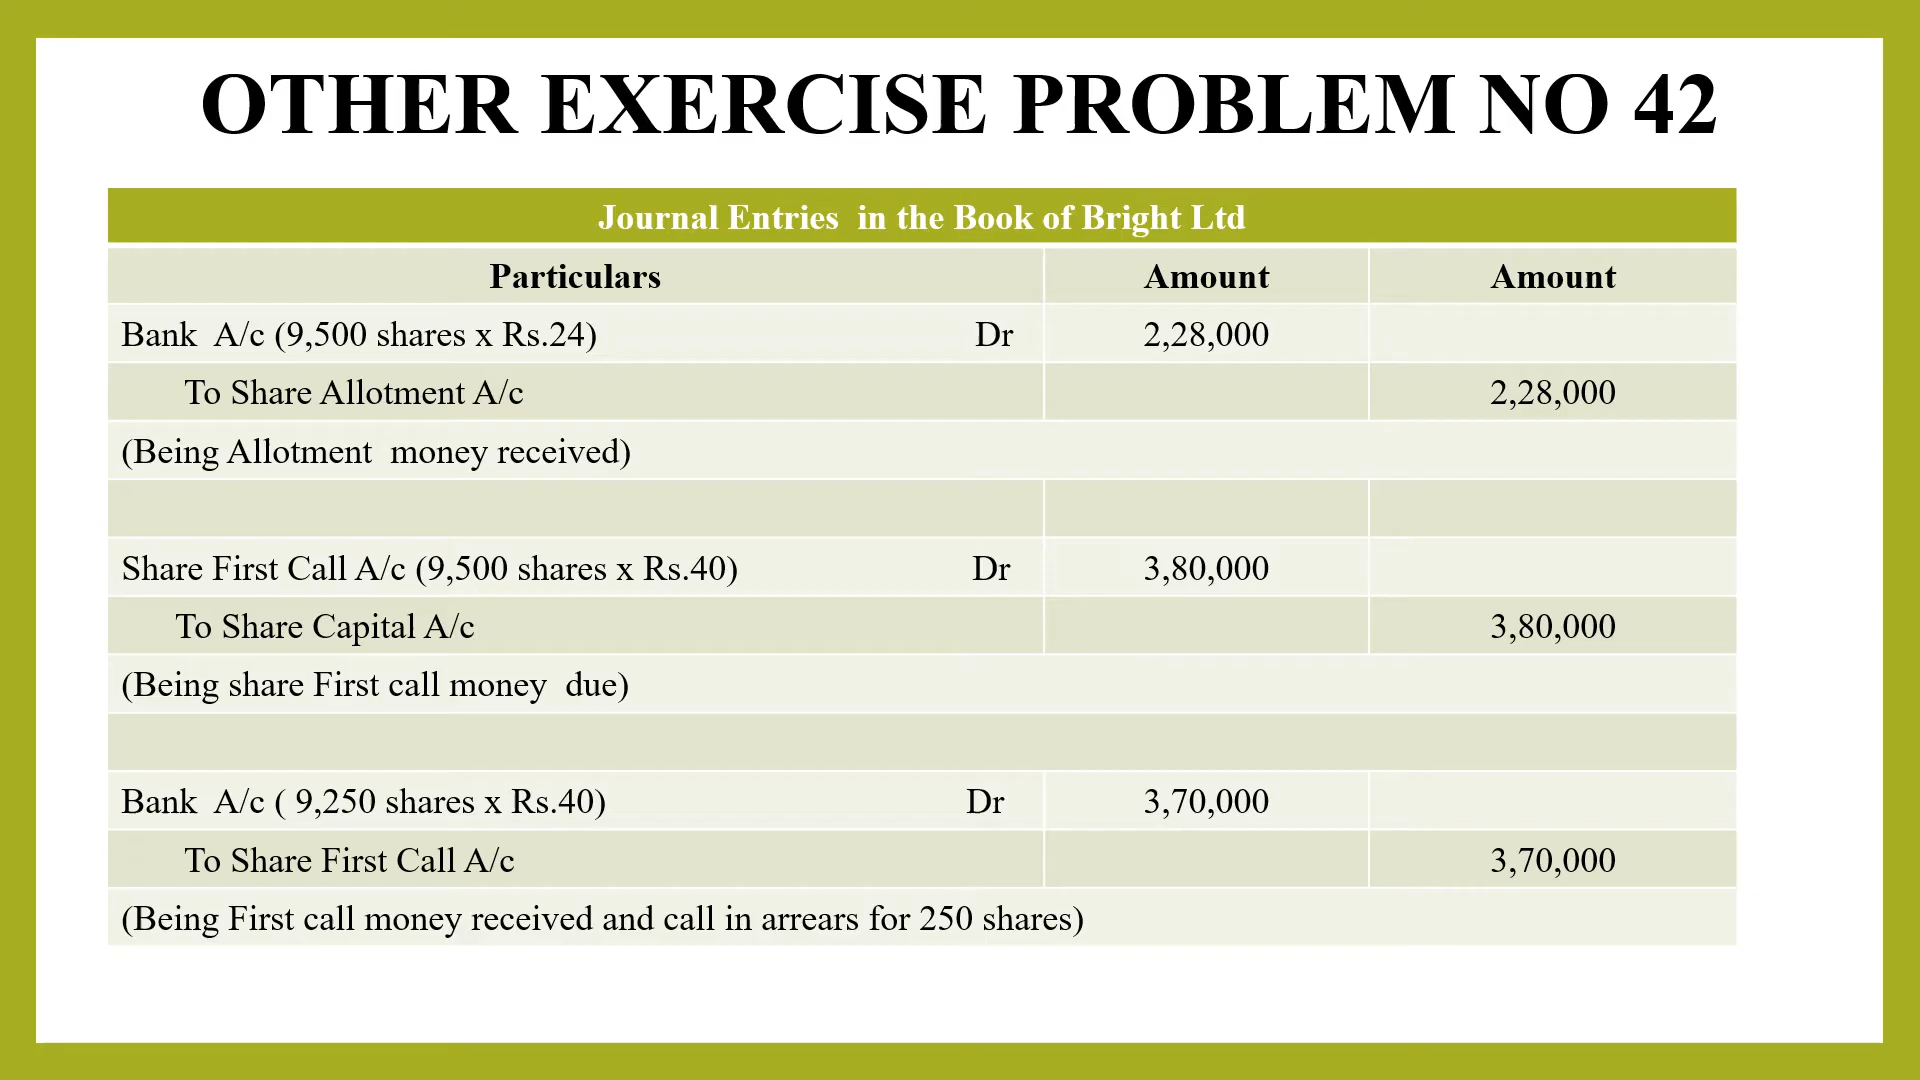 OTHER EXERCISE PROBLEM NO 42
Journal Entries in the Book of Bright Ltd
Particulars Amount Amount
Bank A/c (9,500 shares x Rs.24) Dr 2,28,000
To Share Allotment A/c 2,28,000
(Being Allotment money received)
Share First Call A/c (9,500 shares x Rs.40) Dr 3,80,000
To Share Capital A/c 3,80,000
(Being share First call money due)
Bank A/c ( 9,250 shares x Rs.40) Dr 3,70,000
To Share First Call A/c 3,70,000
(Being First call money received and call in arrears for 250 shares)